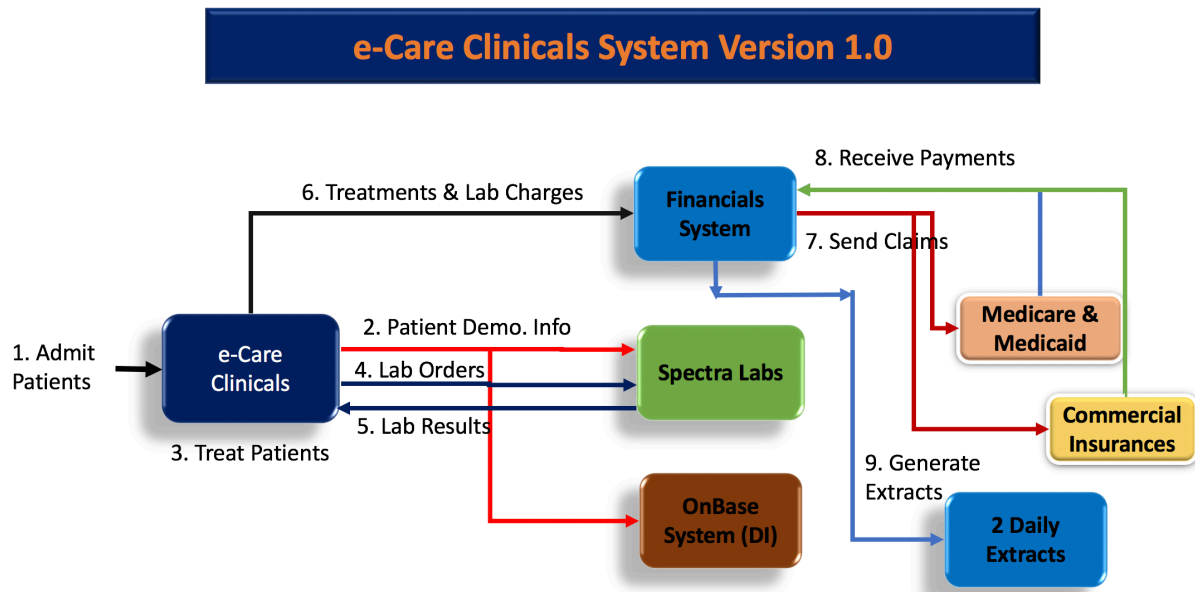 e-Care Clinicals System Version 1.0
8. Receive Payments
6. Treatments & Lab Charges
Financials
System
7. Send Claims
Medicare &
Medicaid
1. Admit
Patients
e-Care
Clinicals
2. Patient Demo. Info
4. Lab Orders
5. Lab Results
Spectra Labs
3. Treat Patients
Commercial
Insurances
9. Generate
Extracts
OnBase
System (DI)
2 Daily
Extracts